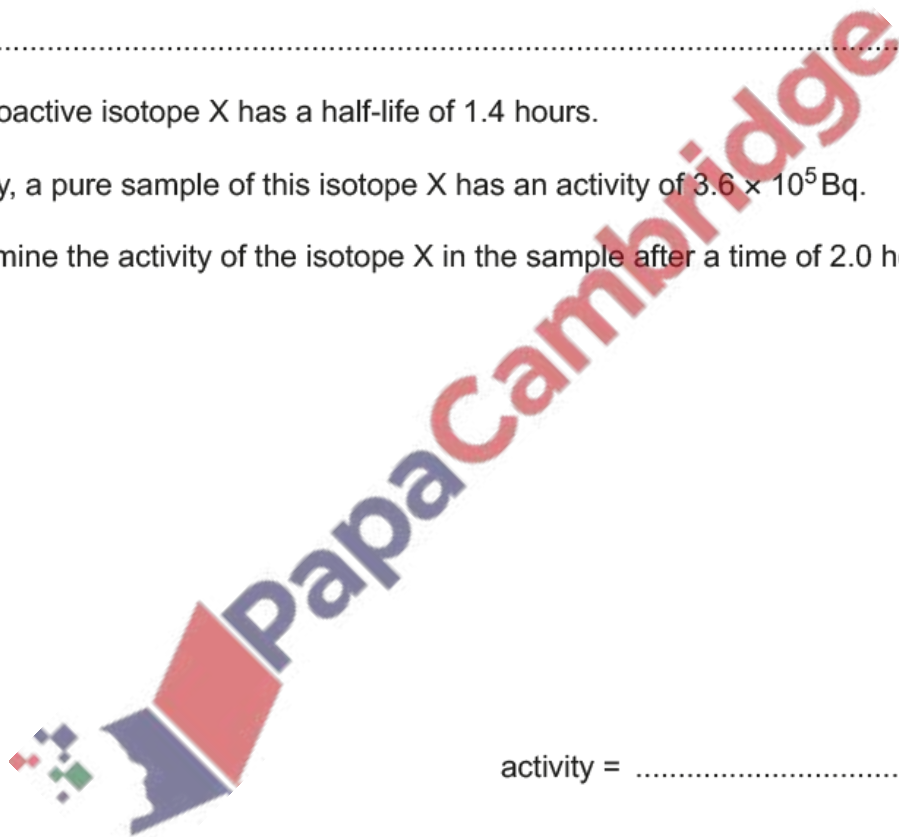 oactive isotope X has a half-life of 1.4 hours.
y, a pure sample of this isotope X has an activity of 3.6 × 10⁵ Bq.
mine the activity of the isotope X in the sample after a time of 2.0 h
PapaCambridge
activity = ..............................